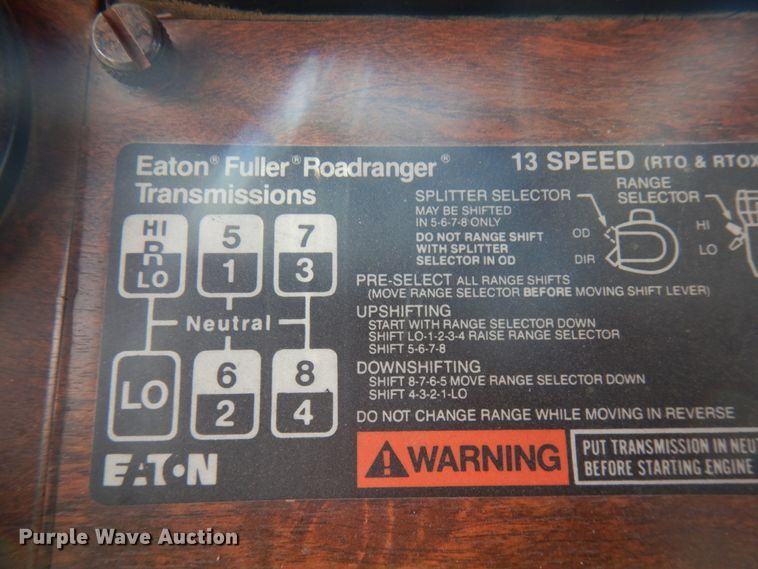 Eaton® Fuller® Roadranger®
Transmissions
13 SPEED (RTO & RTOX
HI
R
LO
5
1
7
3
Neutral
LO
6
2
8
4
EATON
SPLITTER SELECTOR
MAY BE SHIFTED
IN 5-6-7-8 ONLY
DO NOT RANGE SHIFT
WITH SPLITTER
SELECTOR IN OD
OD
DIR
RANGE
SELECTOR
HI
LO
PRE-SELECT ALL RANGE SHIFTS
(MOVE RANGE SELECTOR BEFORE MOVING SHIFT LEVER)
UPSHIFTING
START WITH RANGE SELECTOR DOWN
SHIFT LO-1-2-3-4 RAISE RANGE SELECTOR
SHIFT 5-6-7-8
DOWNSHIFTING
SHIFT 8-7-6-5 MOVE RANGE SELECTOR DOWN
SHIFT 4-3-2-1-LO
DO NOT CHANGE RANGE WHILE MOVING IN REVERSE
WARNING
PUT TRANSMISSION IN NEU
BEFORE STARTING ENGINE
Purple Wave Auction